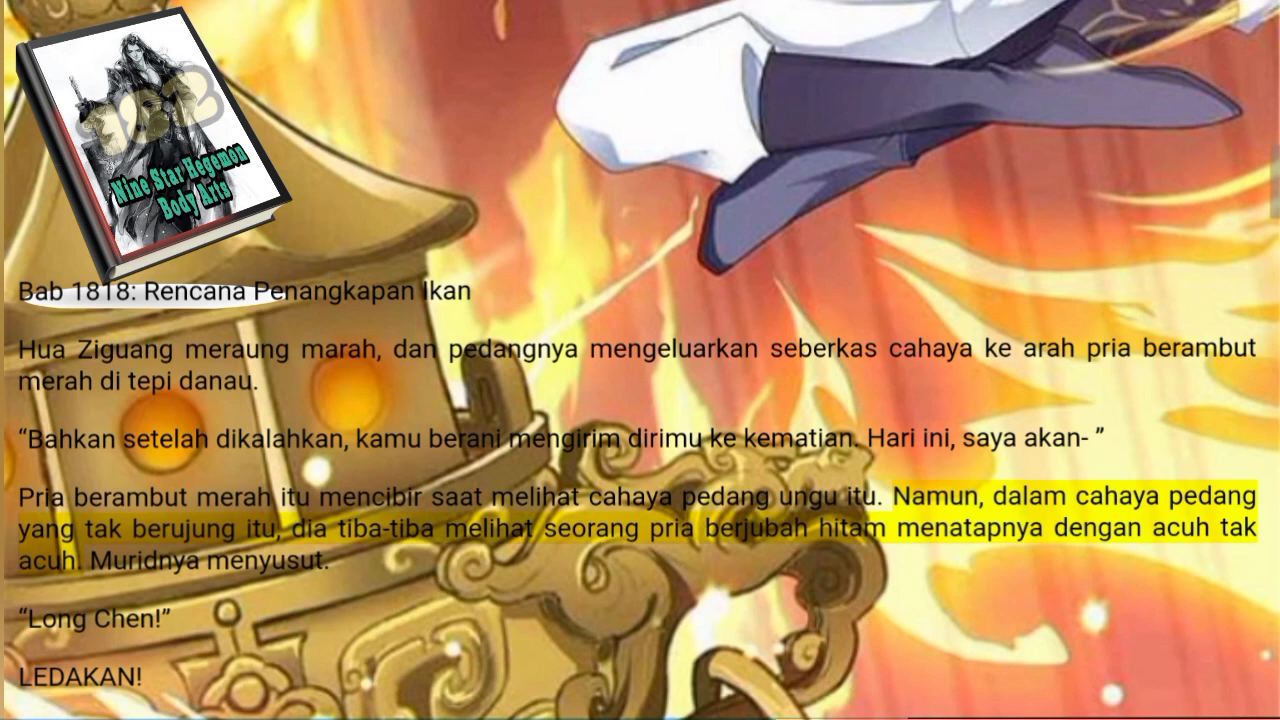 182
Nine Star Hegemon
Body Arts
Bab 1818: Rencana Penangkapan Ikan
Hua Ziguang meraung marah, dan pedangnya mengeluarkan seberkas cahaya ke arah pria berambut
merah di tepi danau.
“Bahkan setelah dikalahkan, kamu berani mengirim dirimu ke kematian. Hari ini, saya akan- ”
Pria berambut merah itu mencibir saat melihat cahaya pedang ungu itu. Namun, dalam cahaya pedang
yang tak berujung itu, dia tiba-tiba melihat seorang pria berjubah hitam menatapnya dengan acuh tak
acuh. Muridnya menyusut.
“Long Chen!”
LEDAKAN!